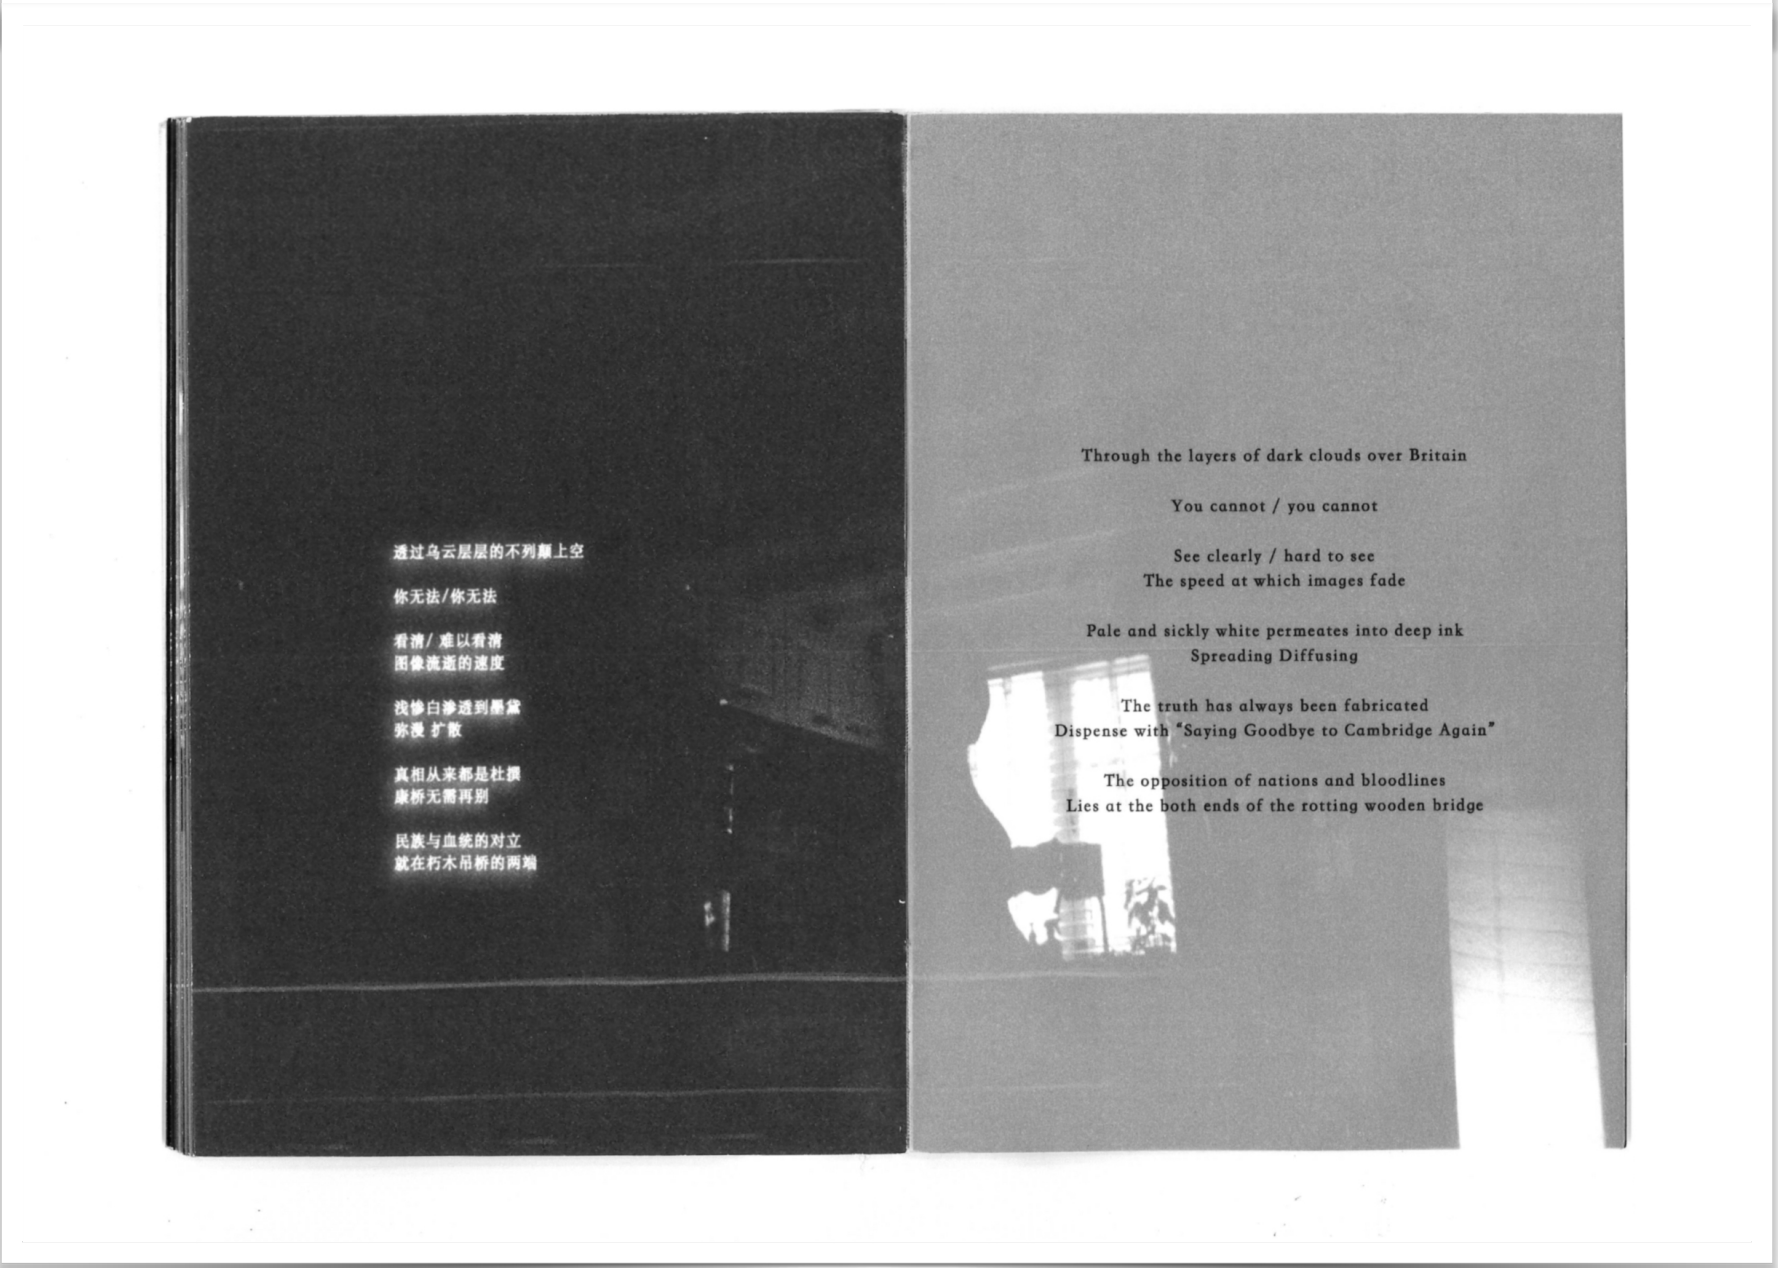 透过乌云层层的不列颠上空
你无法/你无法
看清/ 难以看清
图像流逝的速度
浅惨白渗透到墨黛
弥漫 扩散
真相从来都是杜撰
康桥无需再别
民族与血统的对立
就在朽木吊桥的两端
Through the layers of dark clouds over Britain
You cannot / you cannot
See clearly / hard to see
The speed at which images fade
Pale and sickly white permeates into deep ink
Spreading Diffusing
The truth has always been fabricated
Dispense with “Saying Goodbye to Cambridge Again”
The opposition of nations and bloodlines
Lies at the both ends of the rotting wooden bridge